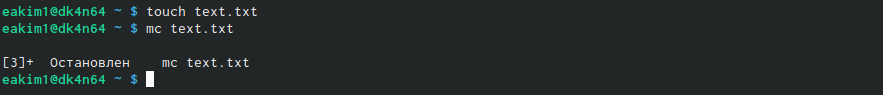 eakim1@dk4n64 ~ $ touch text.txt
eakim1@dk4n64 ~ $ mc text.txt
[3]+  Остановлен    mc text.txt
eakim1@dk4n64 ~ $